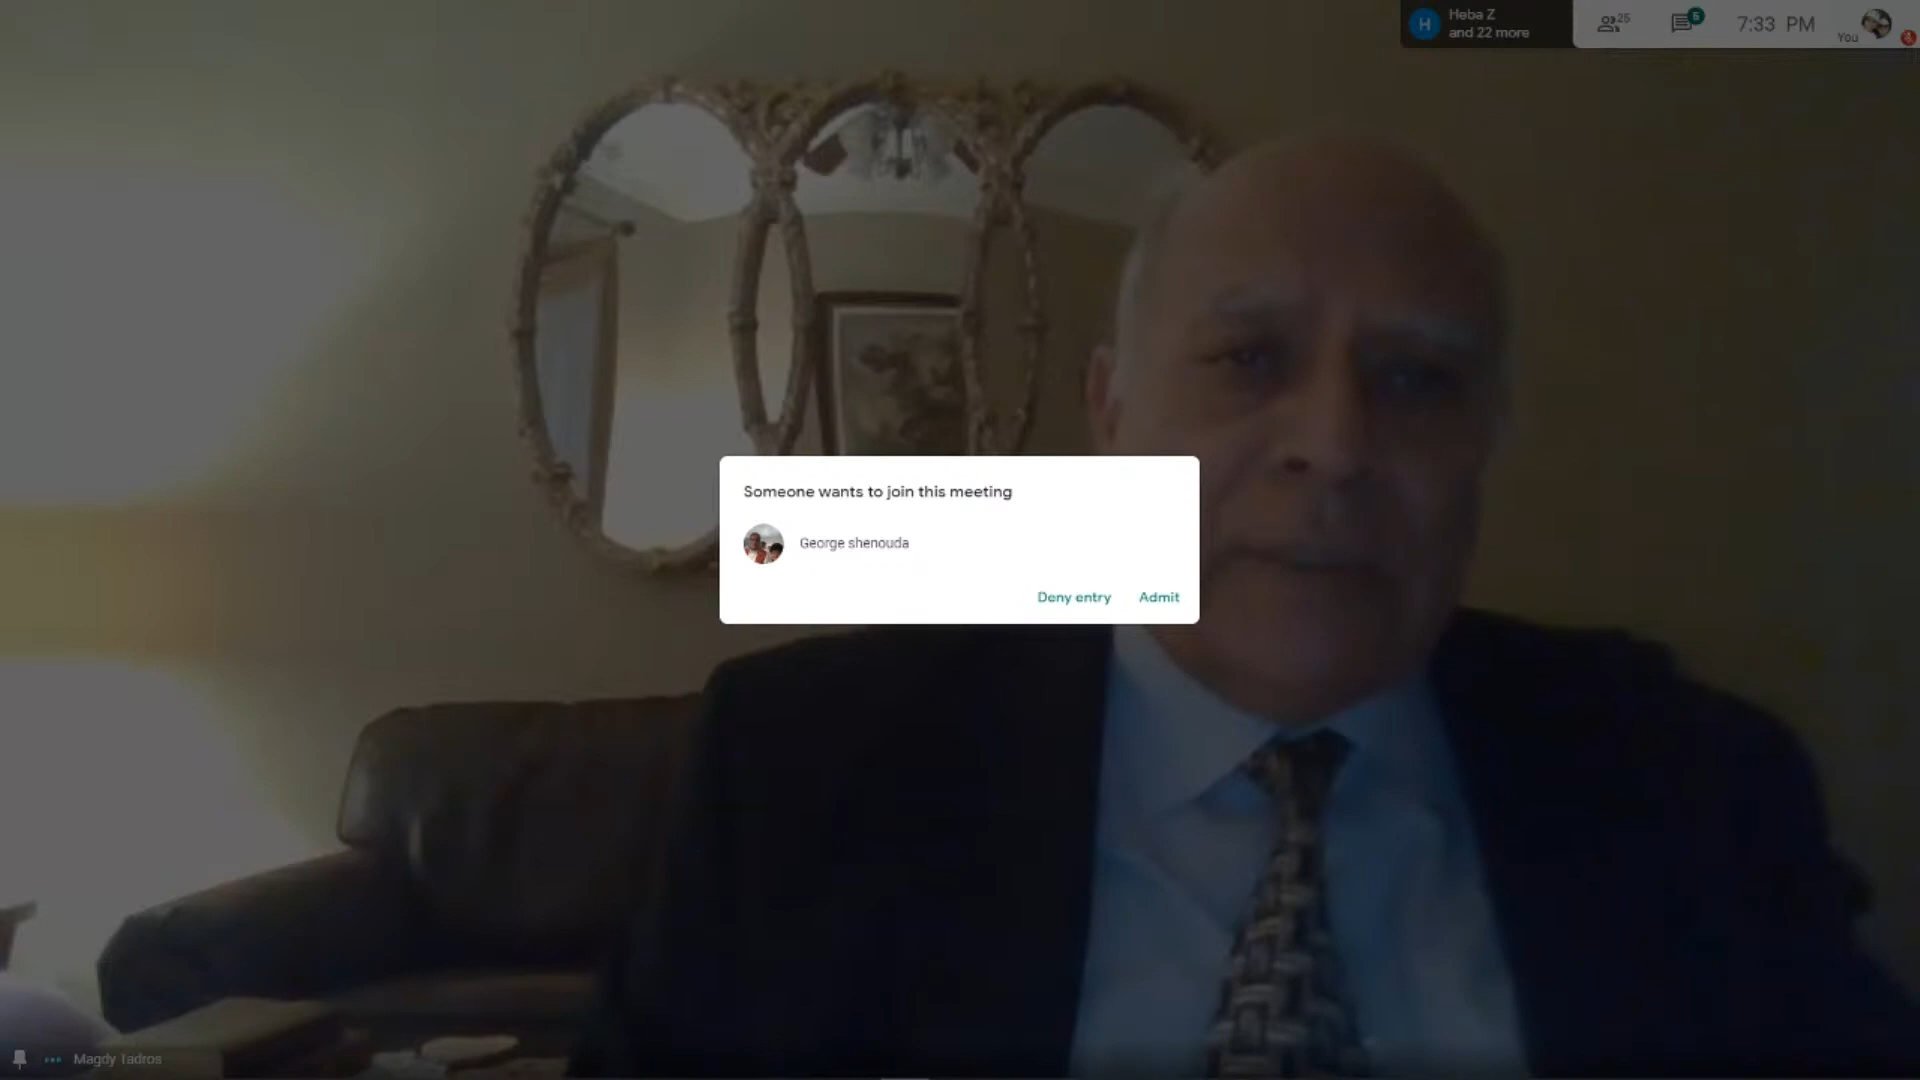 Heba Z
and 22 more
25
5
7:33 PM
You
H
Someone wants to join this meeting
George shenouda
Deny entry
Admit
Magdy Tadros